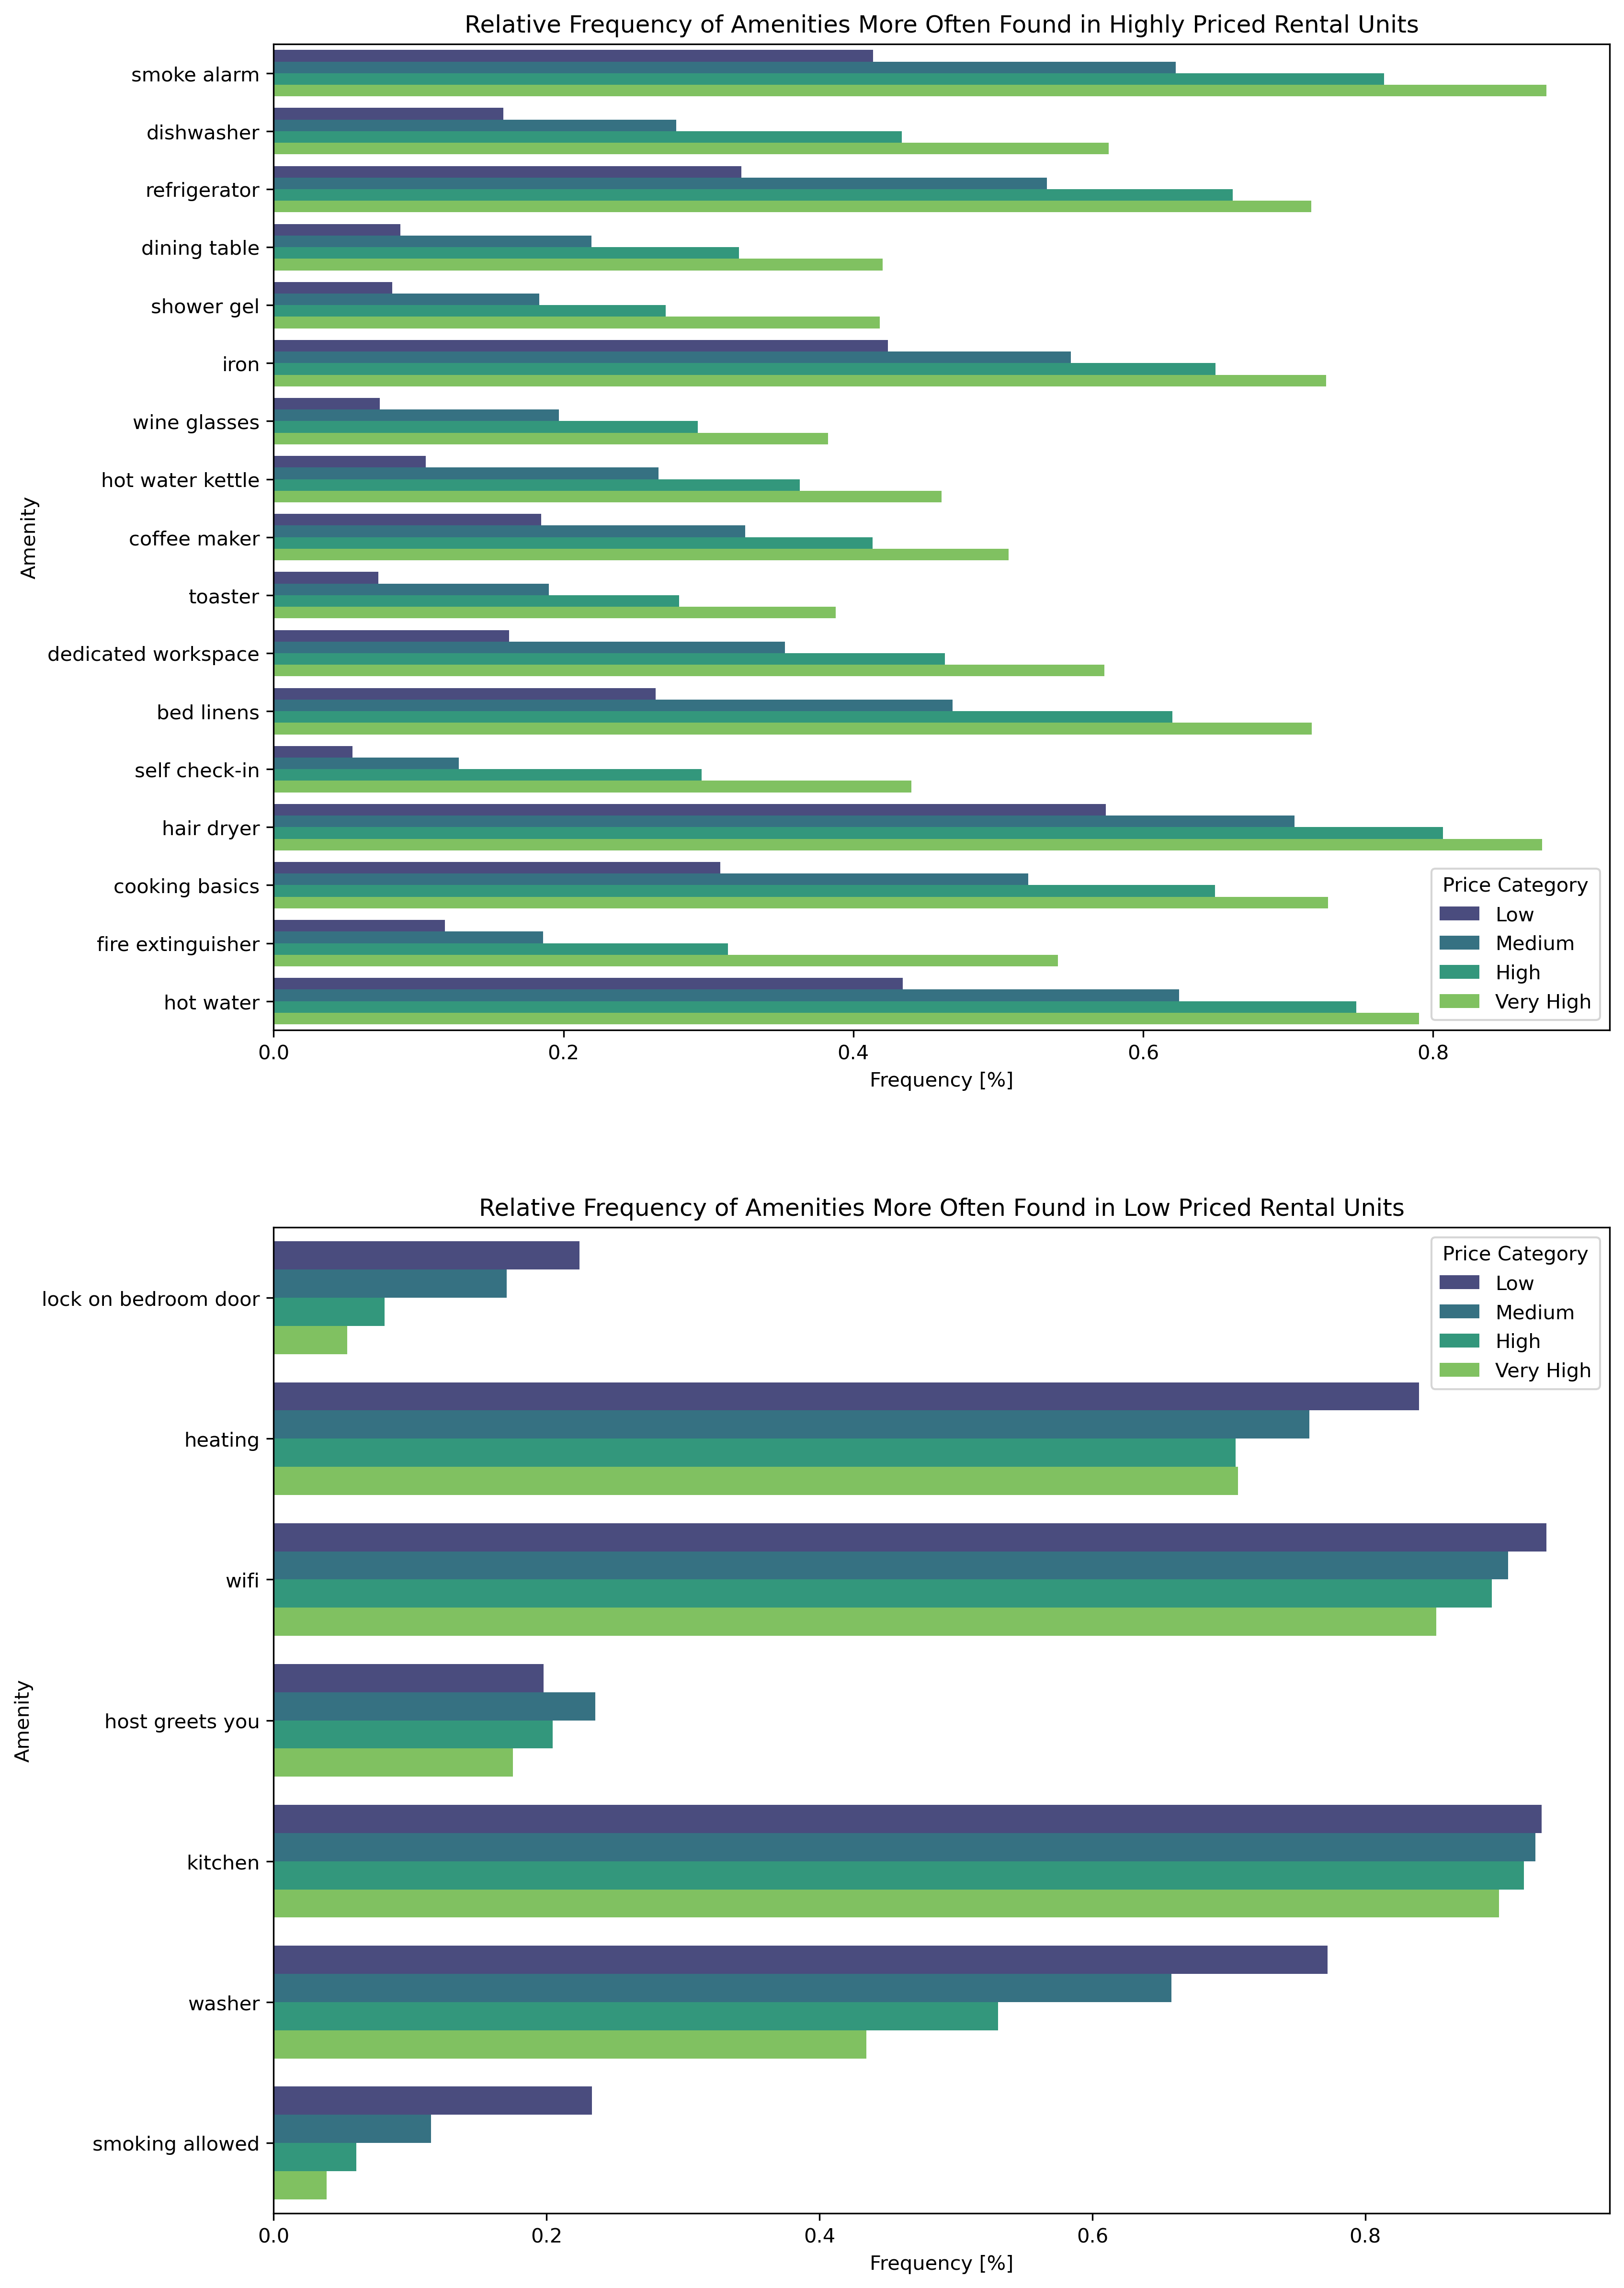 Relative Frequency of Amenities More Often Found in Highly Priced Rental Units
Amenity
smoke alarm
dishwasher
refrigerator
dining table
shower gel
iron
wine glasses
hot water kettle
coffee maker
toaster
dedicated workspace
bed linens
self check-in
hair dryer
cooking basics
fire extinguisher
hot water
Price Category
Low
Medium
High
Very High
0.0 0.2 0.4 0.6 0.8
Frequency [%]
Relative Frequency of Amenities More Often Found in Low Priced Rental Units
Amenity
lock on bedroom door
heating
wifi
host greets you
kitchen
washer
smoking allowed
Price Category
Low
Medium
High
Very High
0.0 0.2 0.4 0.6 0.8
Frequency [%]